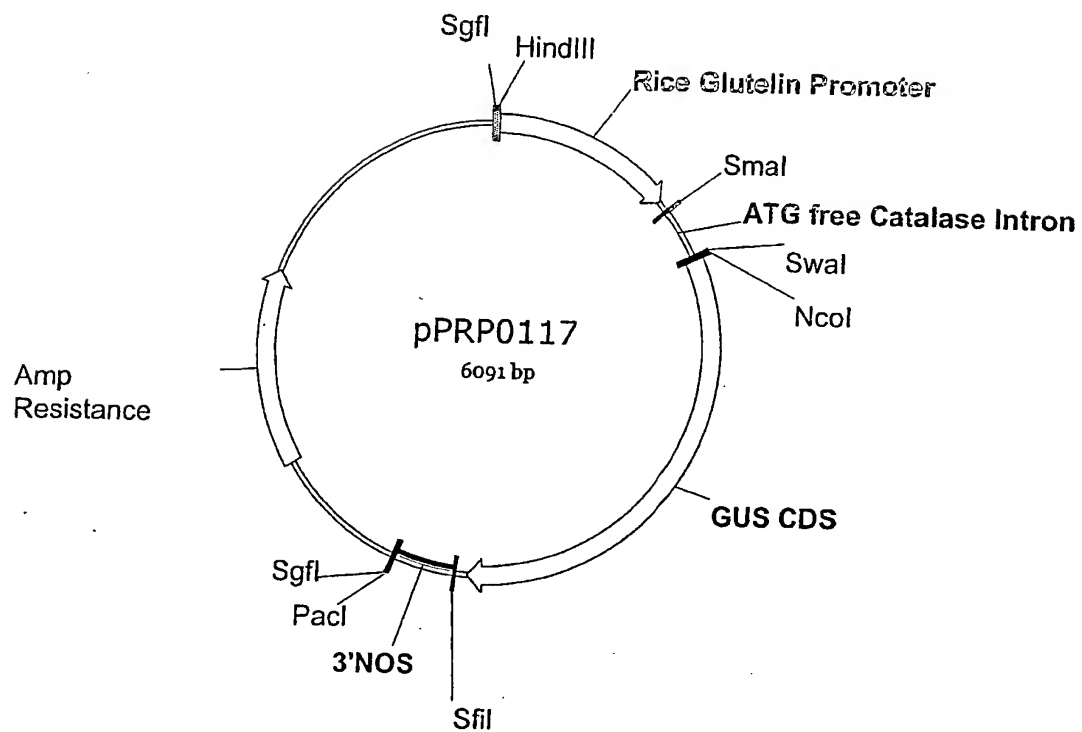 SgfI
HindIII
Rice Glutelin Promoter
SmaI
ATG free Catalase Intron
SwaI
NcoI
pPRP0117
6091 bp
Amp
Resistance
GUS CDS
SgfI
PacI
3'NOS
SfiI